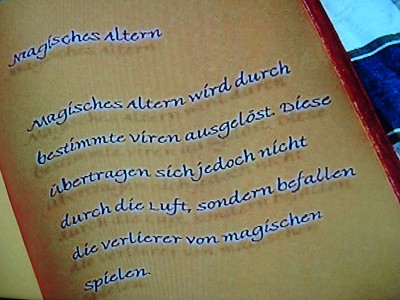 Magisches Altern
Magisches Altern wird durch
bestimmte Viren ausgelöst. Diese
übertragen sich jedoch nicht
durch die Luft, sondern befallen
die verlierer von magischen
spielen.